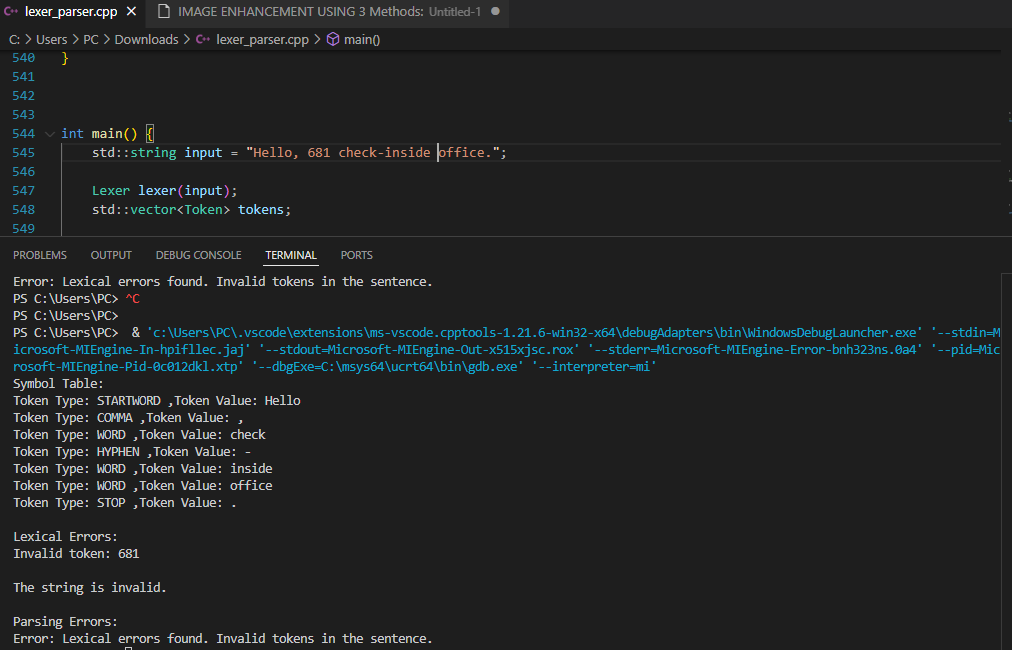 lexer_parser.cpp × IMAGE ENHANCEMENT USING 3 Methods: Untitled-1 ●
C: > Users > PC > Downloads > lexer_parser.cpp > main()
540 }
541
542
543
544 int main() {
545 std::string input = "Hello, 681 check-inside office.";
546
547 Lexer lexer(input);
548 std::vector<Token> tokens;
549
PROBLEMS OUTPUT DEBUG CONSOLE TERMINAL PORTS
Error: Lexical errors found. Invalid tokens in the sentence.
PS C:\Users\PC> ^C
PS C:\Users\PC>
PS C:\Users\PC> & 'c:\Users\PC\.vscode\extensions\ms-vscode.cpptools-1.21.6-win32-x64\debugAdapters\bin\WindowsDebugLauncher.exe' '--stdin=M
icrosoft-MIEngine-In-hpifllec.jaj' '--stdout=Microsoft-MIEngine-Out-x515xjsc.rox' '--stderr=Microsoft-MIEngine-Error-bnh323ns.0a4' '--pid=Mic
rosoft-MIEngine-Pid-0c012dkl.xtp' '--dbgExe=C:\msys64\ucrt64\bin\gdb.exe' '--interpreter=mi'
Symbol Table:
Token Type: STARTWORD ,Token Value: Hello
Token Type: COMMA ,Token Value: ,
Token Type: WORD ,Token Value: check
Token Type: HYPHEN ,Token Value: -
Token Type: WORD ,Token Value: inside
Token Type: WORD ,Token Value: office
Token Type: STOP ,Token Value: .
Lexical Errors:
Invalid token: 681
The string is invalid.
Parsing Errors:
Error: Lexical errors found. Invalid tokens in the sentence.